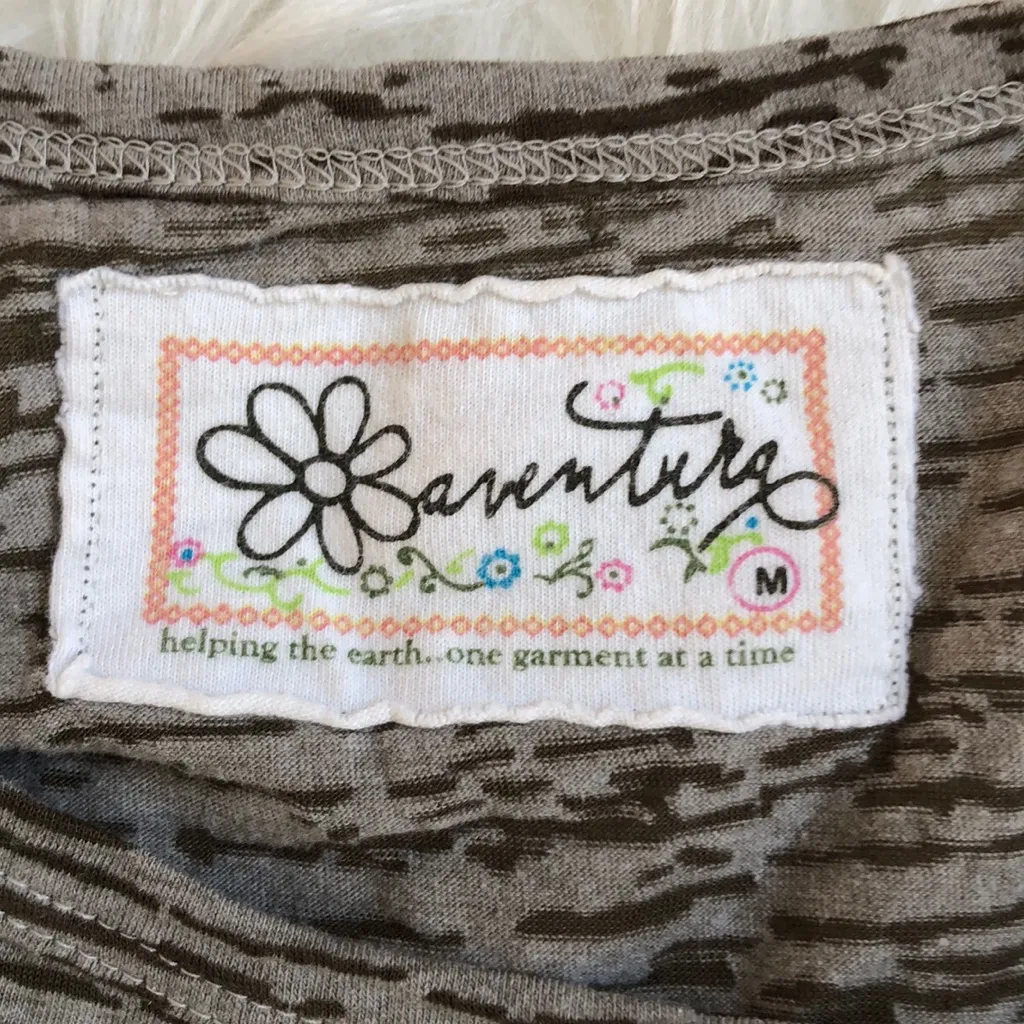 aventura
M
helping the earth..one garment at a time